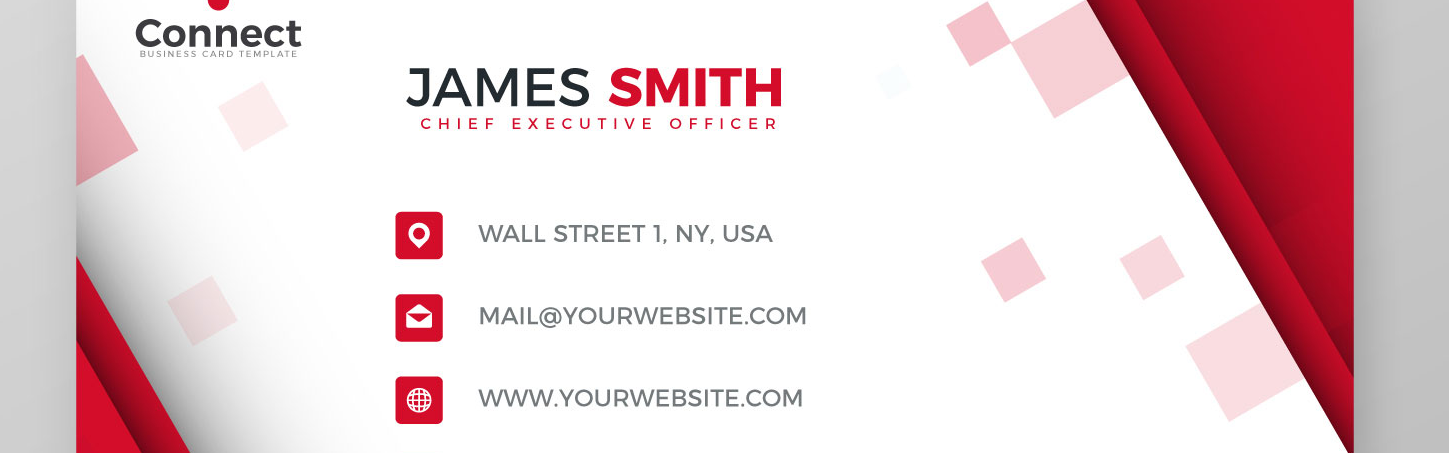 Connect
BUSINESS CARD TEMPLATE
JAMES SMITH
CHIEF EXECUTIVE OFFICER
WALL STREET 1, NY, USA
MAIL@YOURWEBSITE.COM
WWW.YOURWEBSITE.COM